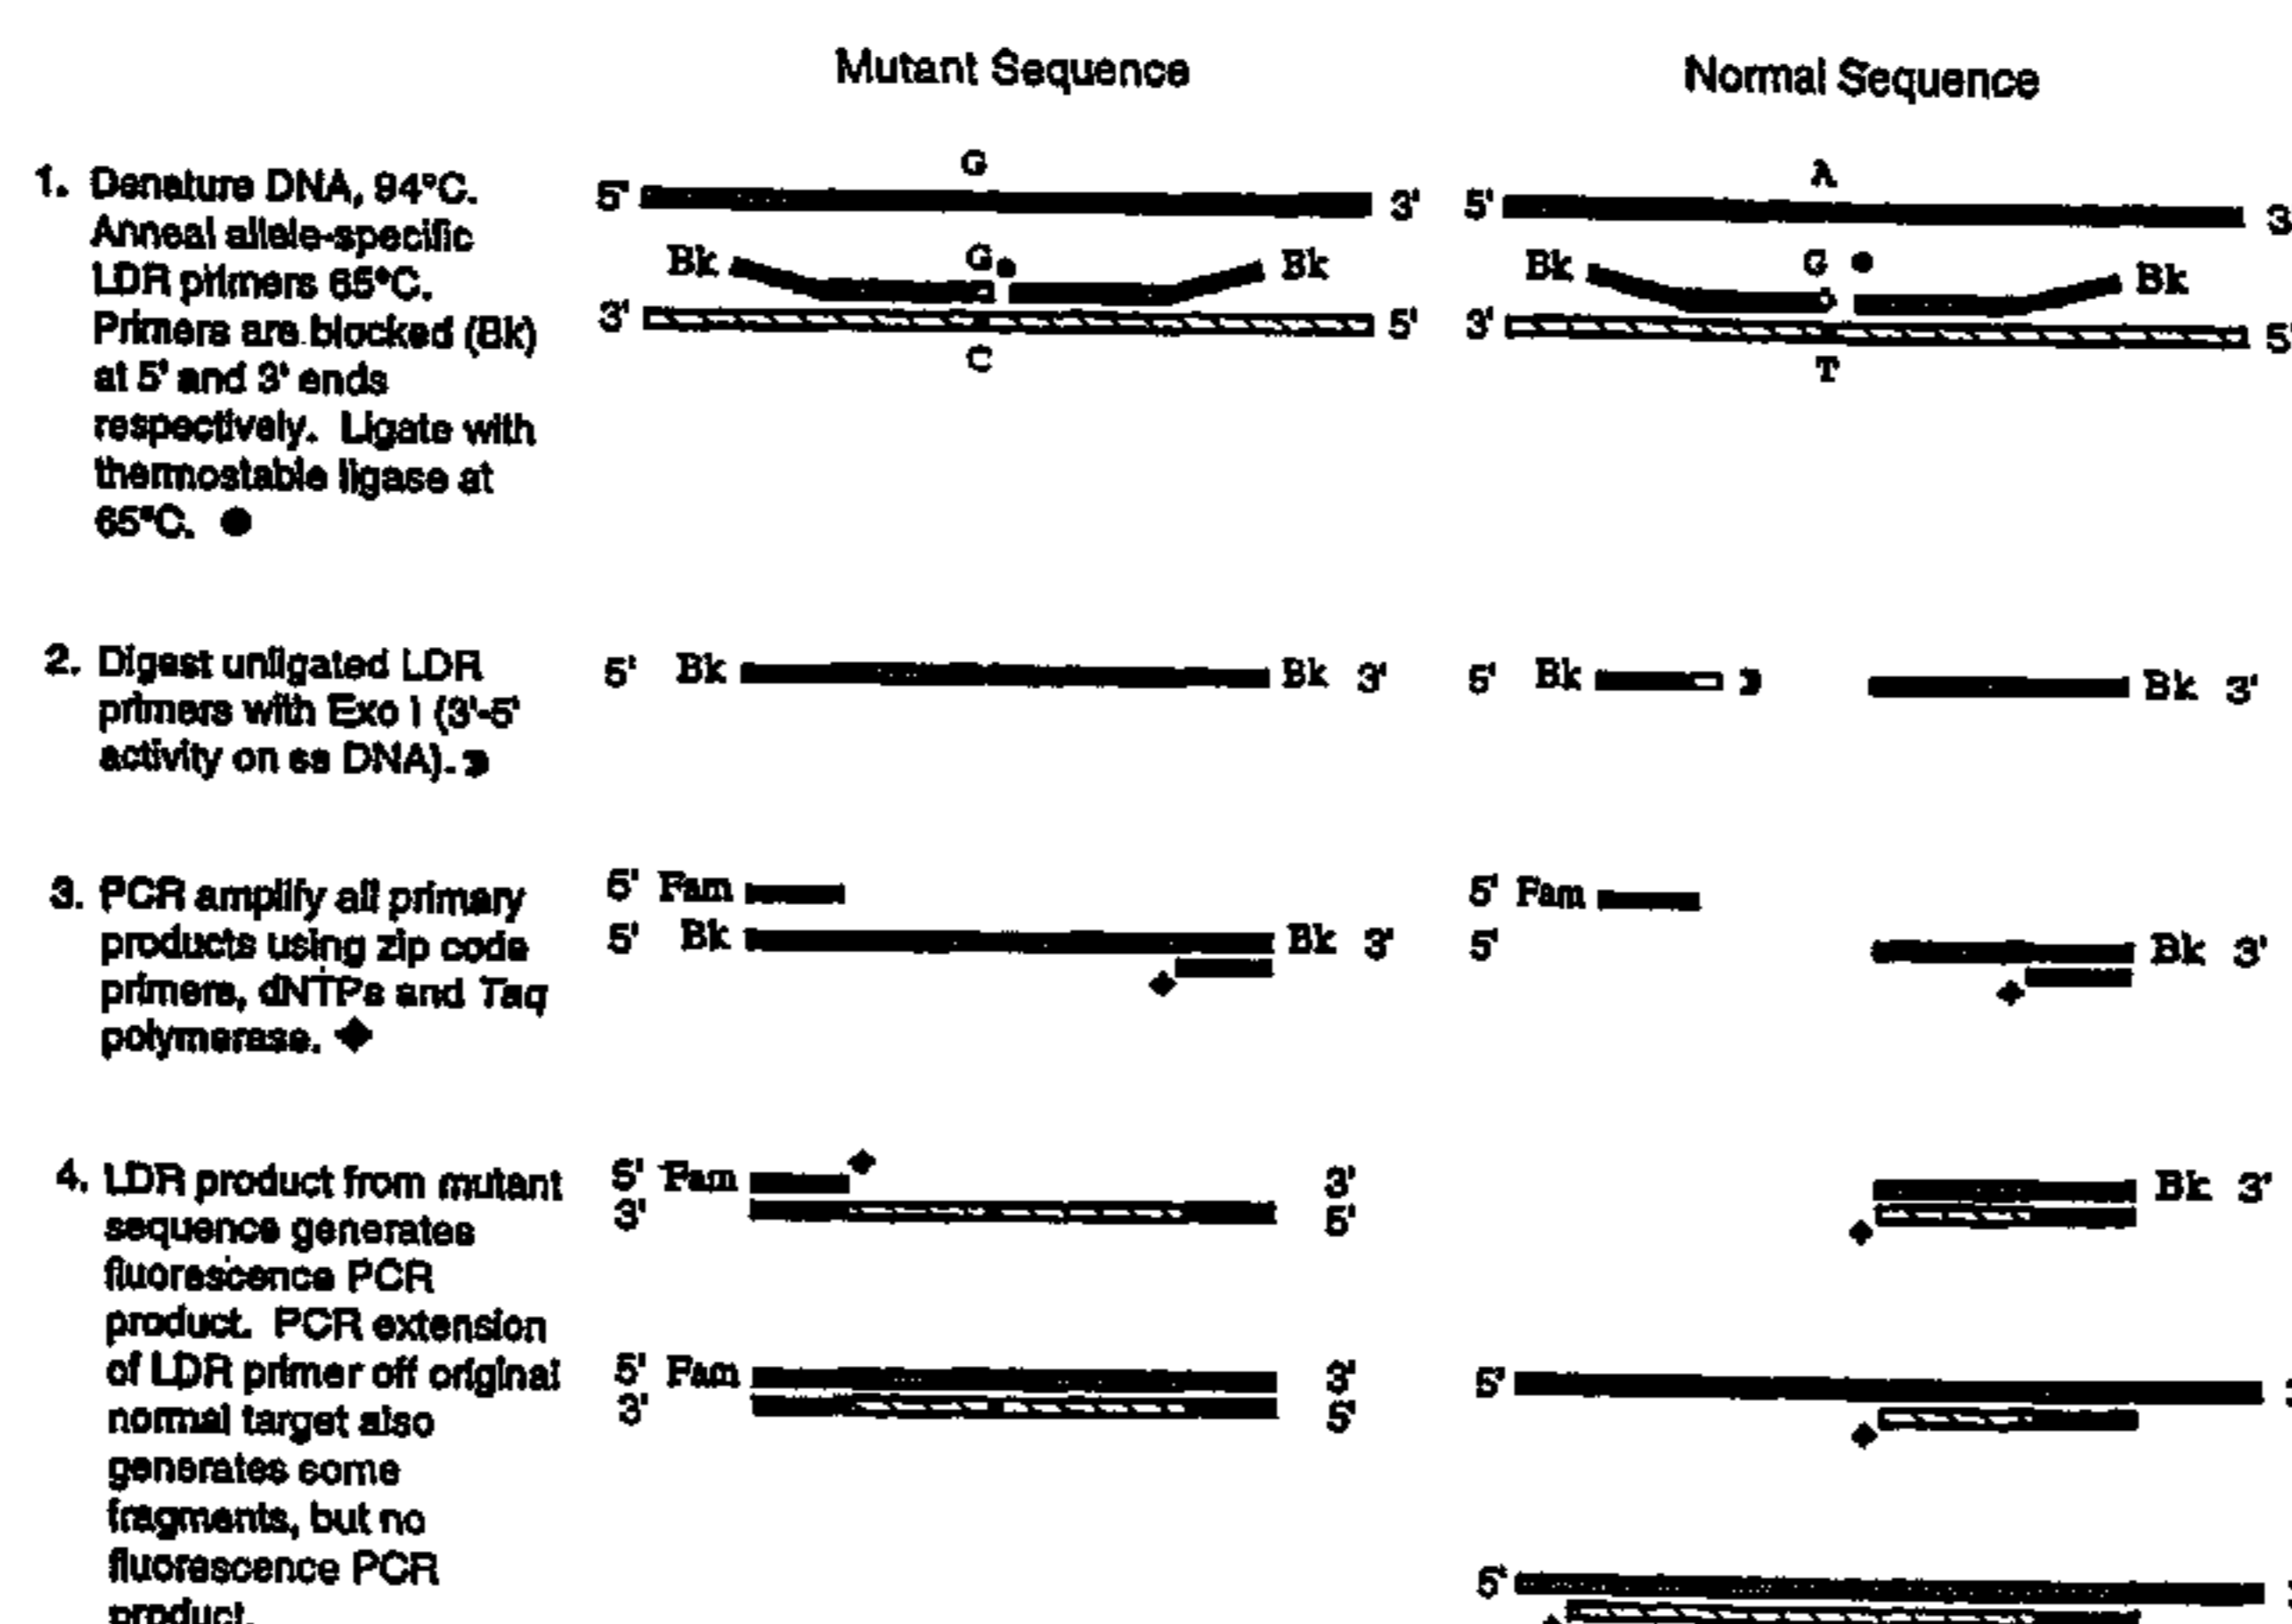 Mutant Sequence
Normal Sequence
1. Denature DNA, 94°C.
Anneal allele-specific
LDR primers 65°C.
Primers are blocked (Bk)
at 5' and 3' ends
respectively. Ligate with
thermostable ligase at
65°C. ●
G
5' 3'
Bk G Bk
3' 5'
C
A
5' 3
Bk G Bk
3' 5'
T
2. Digest unligated LDR
primers with Exo I (3'-5'
activity on ss DNA).
5' Bk Bk 3'
5' Bk Bk 3'
3. PCR amplify all primary
products using zip code
primers, dNTPs and Taq
polymerase. ◆
5' Fam
5' Bk Bk 3'
5' Fam
5' Bk 3'
4. LDR product from mutant
sequence generates
fluorescence PCR
product. PCR extension
of LDR primer off original
normal target also
generates some
fragments, but no
fluorescence PCR
product.
5' Fam 3'
3' 5'
5' Fam 3'
3' 5'
Bk 3'
5'
5'